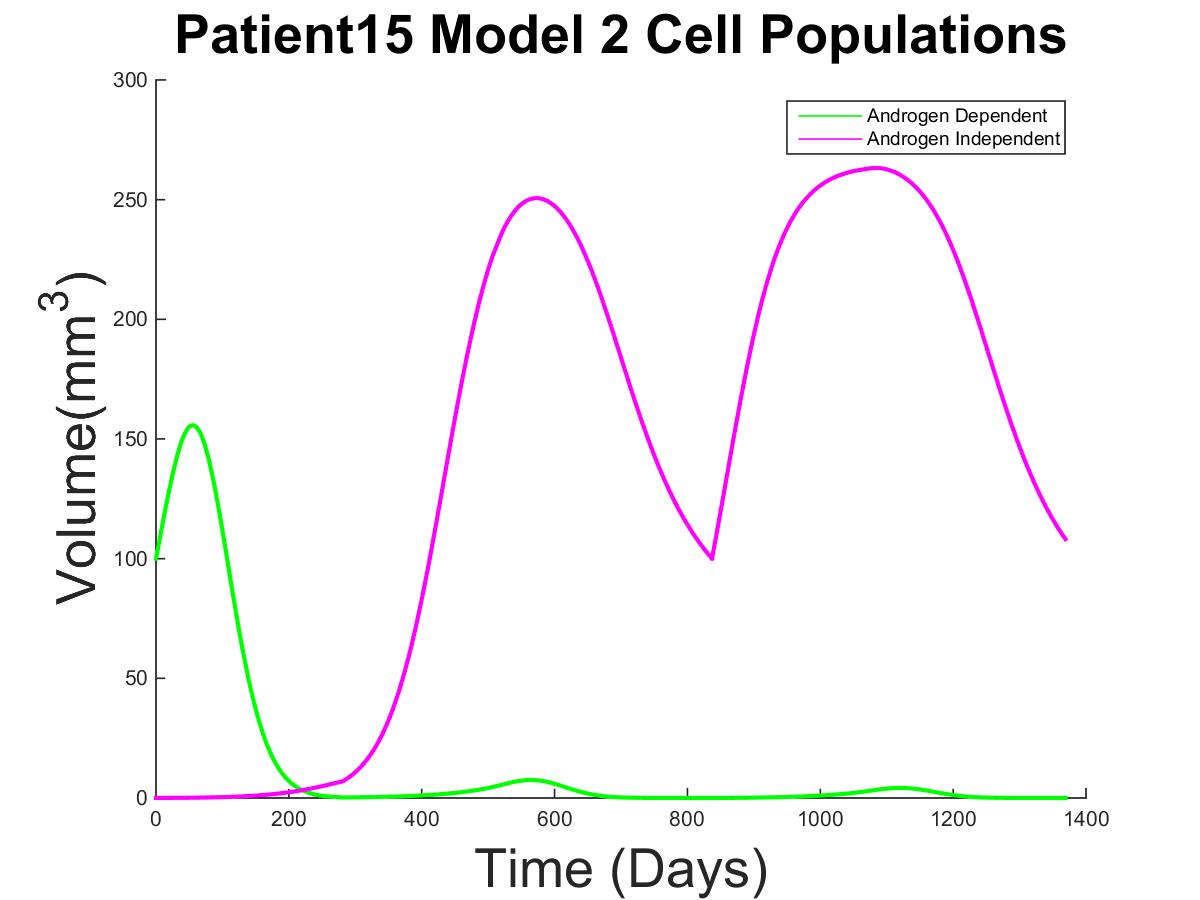 Patient15 Model 2 Cell Populations
300
250
200
150
100
50
0
Volume(mm³)
Androgen Dependent
Androgen Independent
0 200 400 600 800 1000 1200 1400
Time (Days)